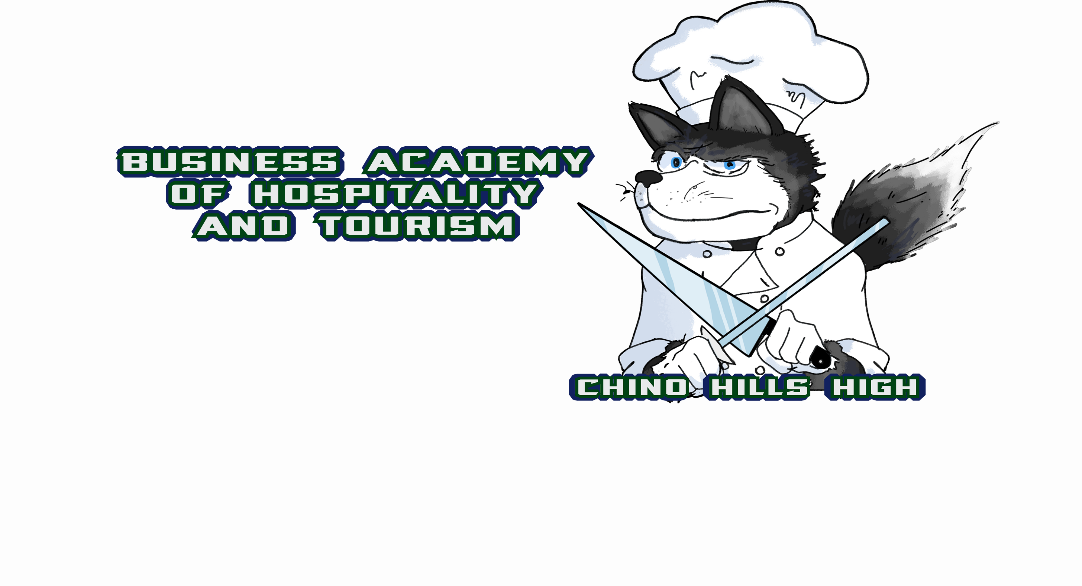 BUSINESS ACADEMY
OF HOSPITALITY
AND TOURISM
CHINO HILLS HIGH